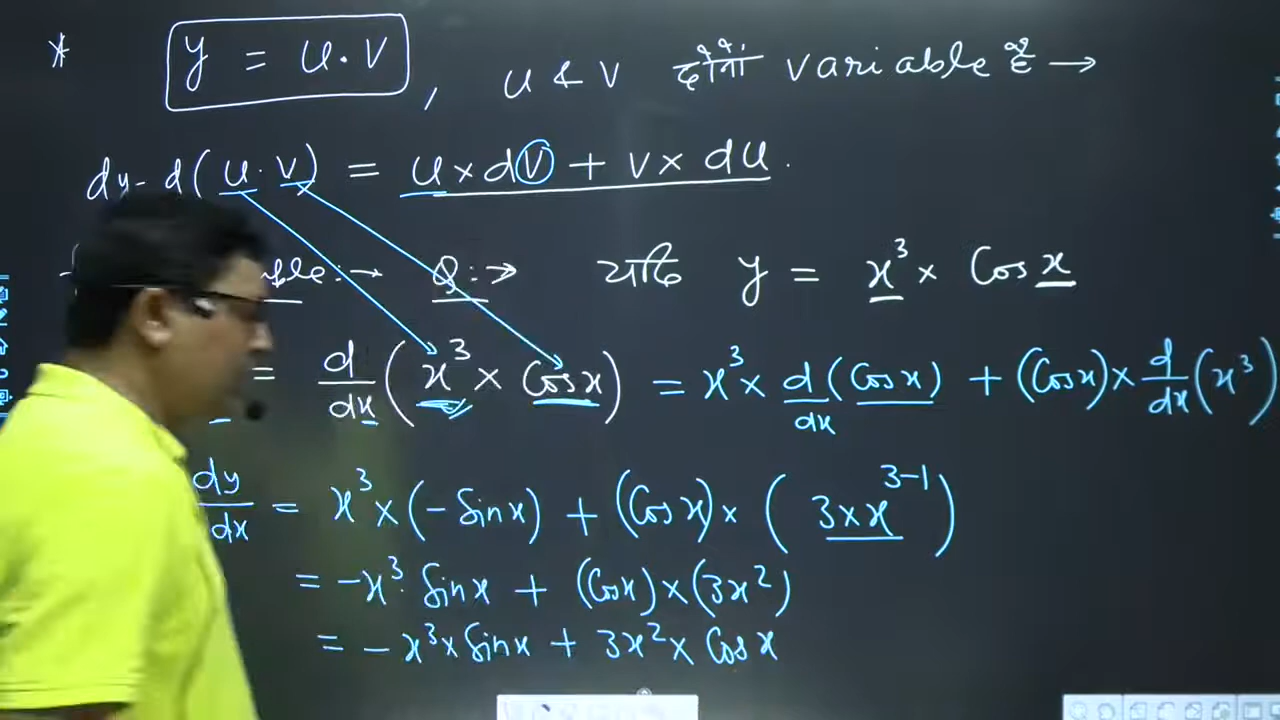 * y = u·v , u & v दोनों variable है →
dy = d(u·v) = u×dv + v×du.
Q:→ यदि y = x³ × Cos x
= d/dx (x³ × Cos x) = x³ × d/dx (Cos x) + (Cos x) × d/dx (x³)
dy/dx = x³ × (-Sin x) + (Cos x) × (3×x³⁻¹)
= -x³· Sin x + (Cos x) × (3x²)
= -x³ × Sin x + 3x² × Cos x